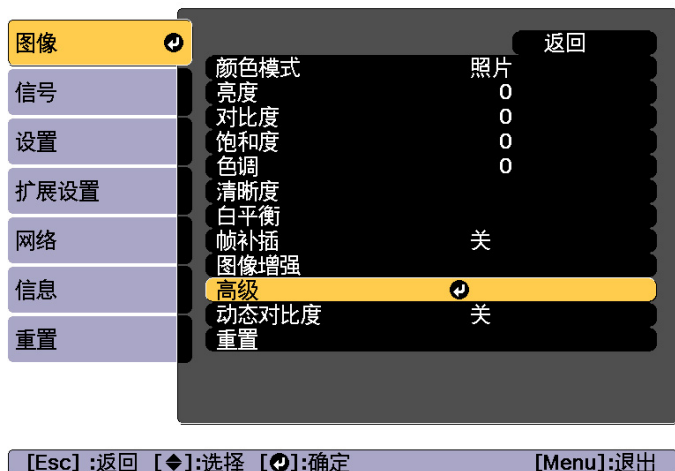 图像
信号
设置
扩展设置
网络
信息
重置
返回
颜色模式 照片
亮度 0
对比度 0
饱和度 0
色调 0
清晰度
白平衡
帧补插 关
图像增强
高级
动态对比度 关
重置
[Esc] :返回 [◆]:选择 [⏎]:确定 [Menu]:退出